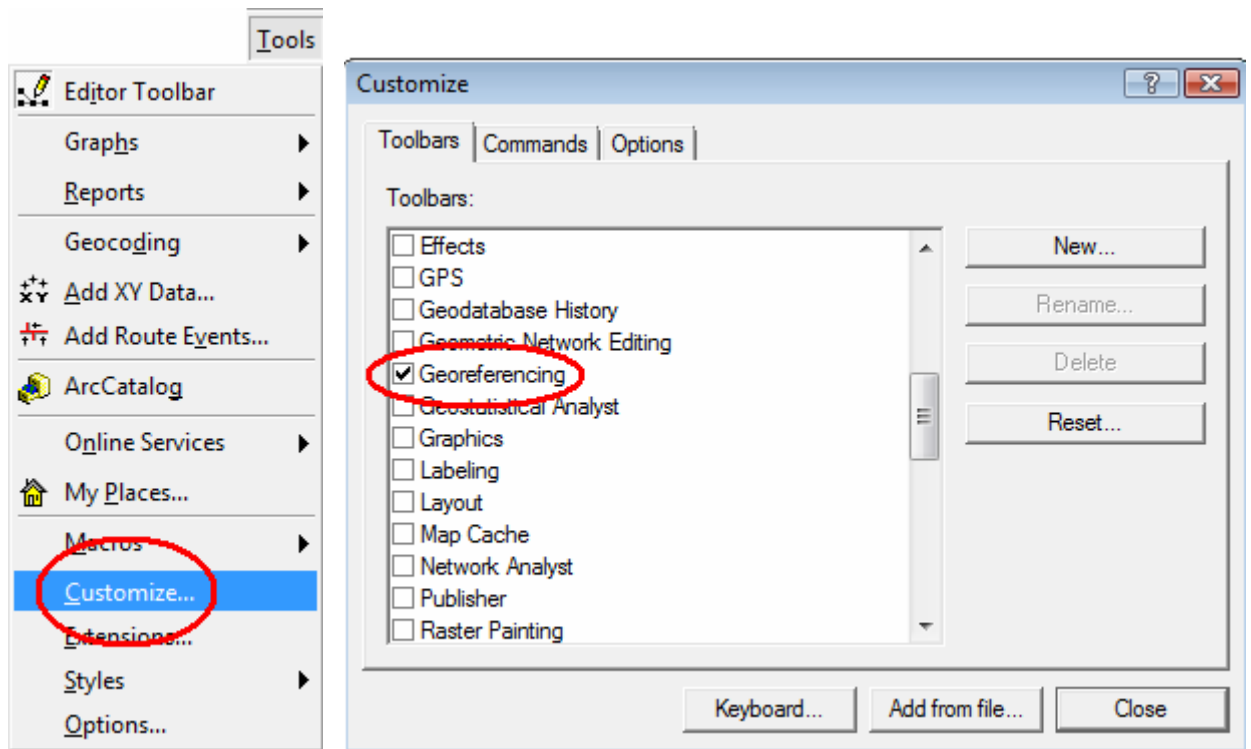 Tools
Editor Toolbar
Graphs
Reports
Geocoding
Add XY Data...
Add Route Events...
ArcCatalog
Online Services
My Places...
Macros
Customize...
Extensions...
Styles
Options...
Customize
Toolbars Commands Options
Toolbars:
Effects
GPS
Geodatabase History
Geometric Network Editing
Georeferencing
Geostatistical Analyst
Graphics
Labeling
Layout
Map Cache
Network Analyst
Publisher
Raster Painting
New...
Rename...
Delete
Reset...
Keyboard... Add from file... Close